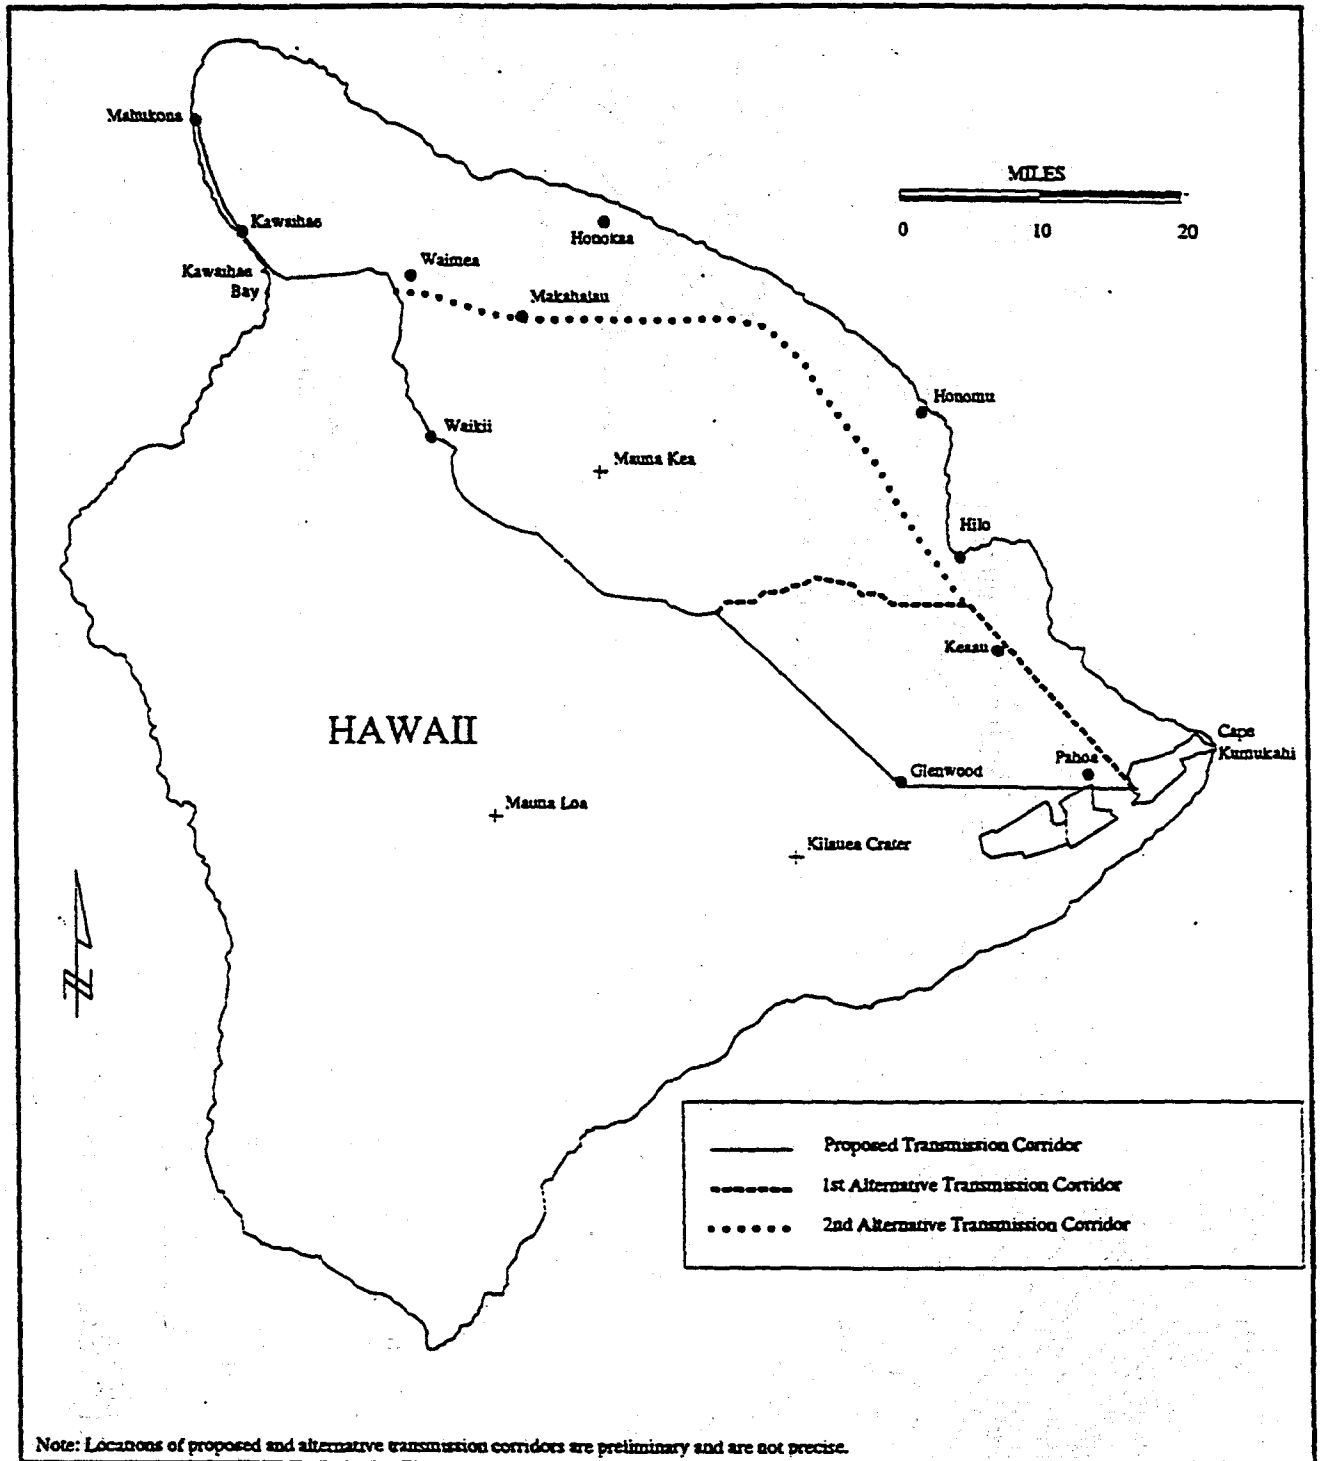 Mahukona
MILES
Kawaihae
0 10 20
Honokaa
Kawaihae
Bay
Waimea
Makahalau
Honomu
Waikii
Mauna Kea
Hilo
Keaau
HAWAII
Cape
Kumukahi
Pahoa
Glenwood
Mauna Loa
Kilauea Crater
Proposed Transmission Corridor
1st Alternative Transmission Corridor
2nd Alternative Transmission Corridor
Note: Locations of proposed and alternative transmission corridors are preliminary and are not precise.